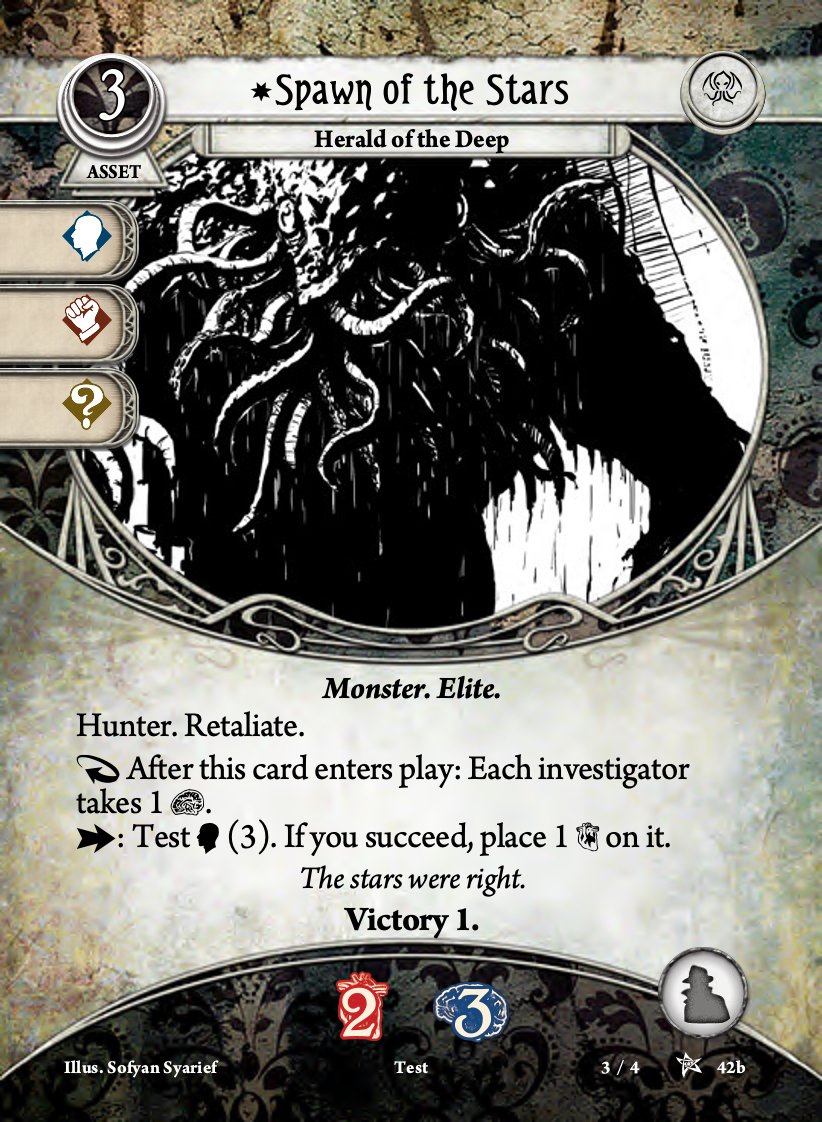 3
Spawn of the Stars
ASSET
Herald of the Deep
?
Monster. Elite.
Hunter. Retaliate.
After this card enters play: Each investigator
takes 1 .
: Test (3). If you succeed, place 1 on it.
The stars were right.
Victory 1.
2 3
Illus. Sofyan Syarief Test 3 / 4 42b